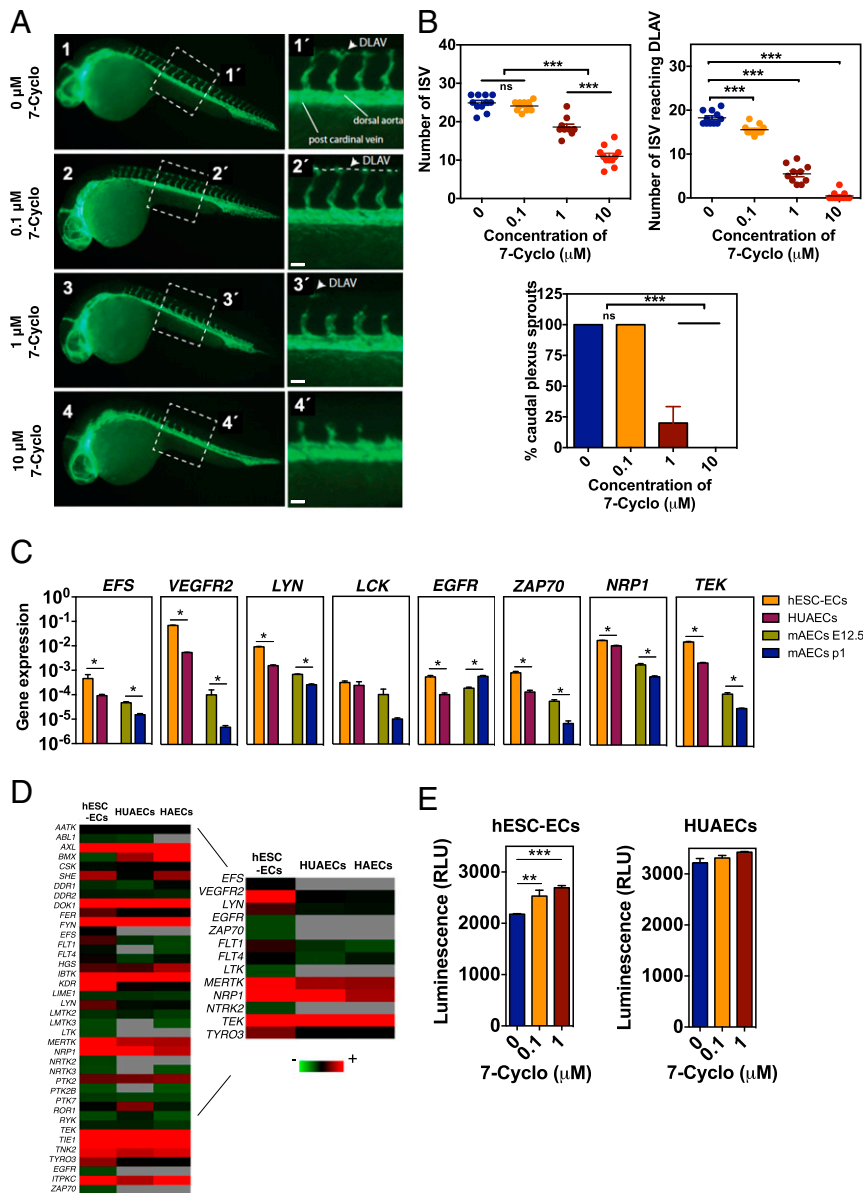 A
0 µM
7-Cyclo
1
1´
1´
DLAV
dorsal aorta
post cardinal vein
0.1 µM
7-Cyclo
2
2´
2´
DLAV
1 µM
7-Cyclo
3
3´
3´
DLAV
10 µM
7-Cyclo
4
4´
4´
B
Number of ISV
40
30
20
10
0
***
ns
***
0
0.1
1
10
Concentration of
7-Cyclo (µM)
Number of ISV reaching DLAV
30
20
10
0
***
***
***
0
0.1
1
10
Concentration of
7-Cyclo (µM)
% caudal plexus sprouts
100
75
50
25
0
***
ns
0
0.1
1
10
Concentration of
7-Cyclo (µM)
C
Gene expression
10⁰
10⁻¹
10⁻²
10⁻³
10⁻⁴
10⁻⁵
10⁻⁶
EFS
VEGFR2
LYN
LCK
EGFR
ZAP70
NRP1
TEK
* *
* *
* *
* *
* *
* *
* *
hESC-ECs
HUAECs
mAECs E12.5
mAECs p1
D
hESC
-ECs
HUAECs
HAECs
AATK
ABL1
AXL
BMX
CSK
SHE
DDR1
DDR2
DOK1
FER
FYN
EFS
FLT1
FLT4
HGS
IBTK
KDR
LIME1
LYN
LMTK2
LMTK3
LTK
MERTK
NRP1
NRTK2
NRTK3
PTK2
PTK2B
PTK7
ROR1
RYK
TEK
TIE1
TNK2
TYRO3
EGFR
ITPKC
ZAP70
hESC
-ECs
HUAECs
HAECs
EFS
VEGFR2
LYN
EGFR
ZAP70
FLT1
FLT4
LTK
MERTK
NRP1
NTRK2
TEK
TYRO3
- +
E
hESC-ECs
Luminescence (RLU)
3000
2000
1000
0
***
**
0
0.1
1
7-Cyclo (µM)
HUAECs
Luminescence (RLU)
3000
2000
1000
0
0
0.1
1
7-Cyclo (µM)